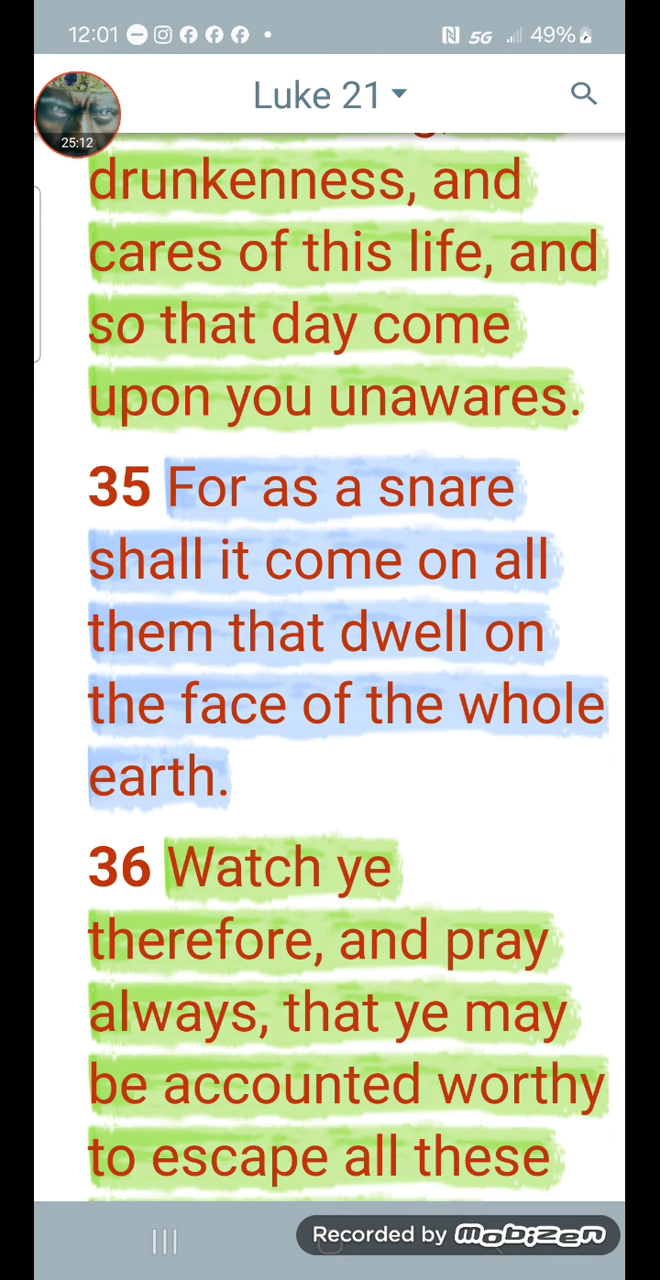 12:01
5G 49%
25:12
Luke 21
drunkenness, and
cares of this life, and
so that day come
upon you unawares.
35 For as a snare
shall it come on all
them that dwell on
the face of the whole
earth.
36 Watch ye
therefore, and pray
always, that ye may
be accounted worthy
to escape all these
Recorded by Mobizen